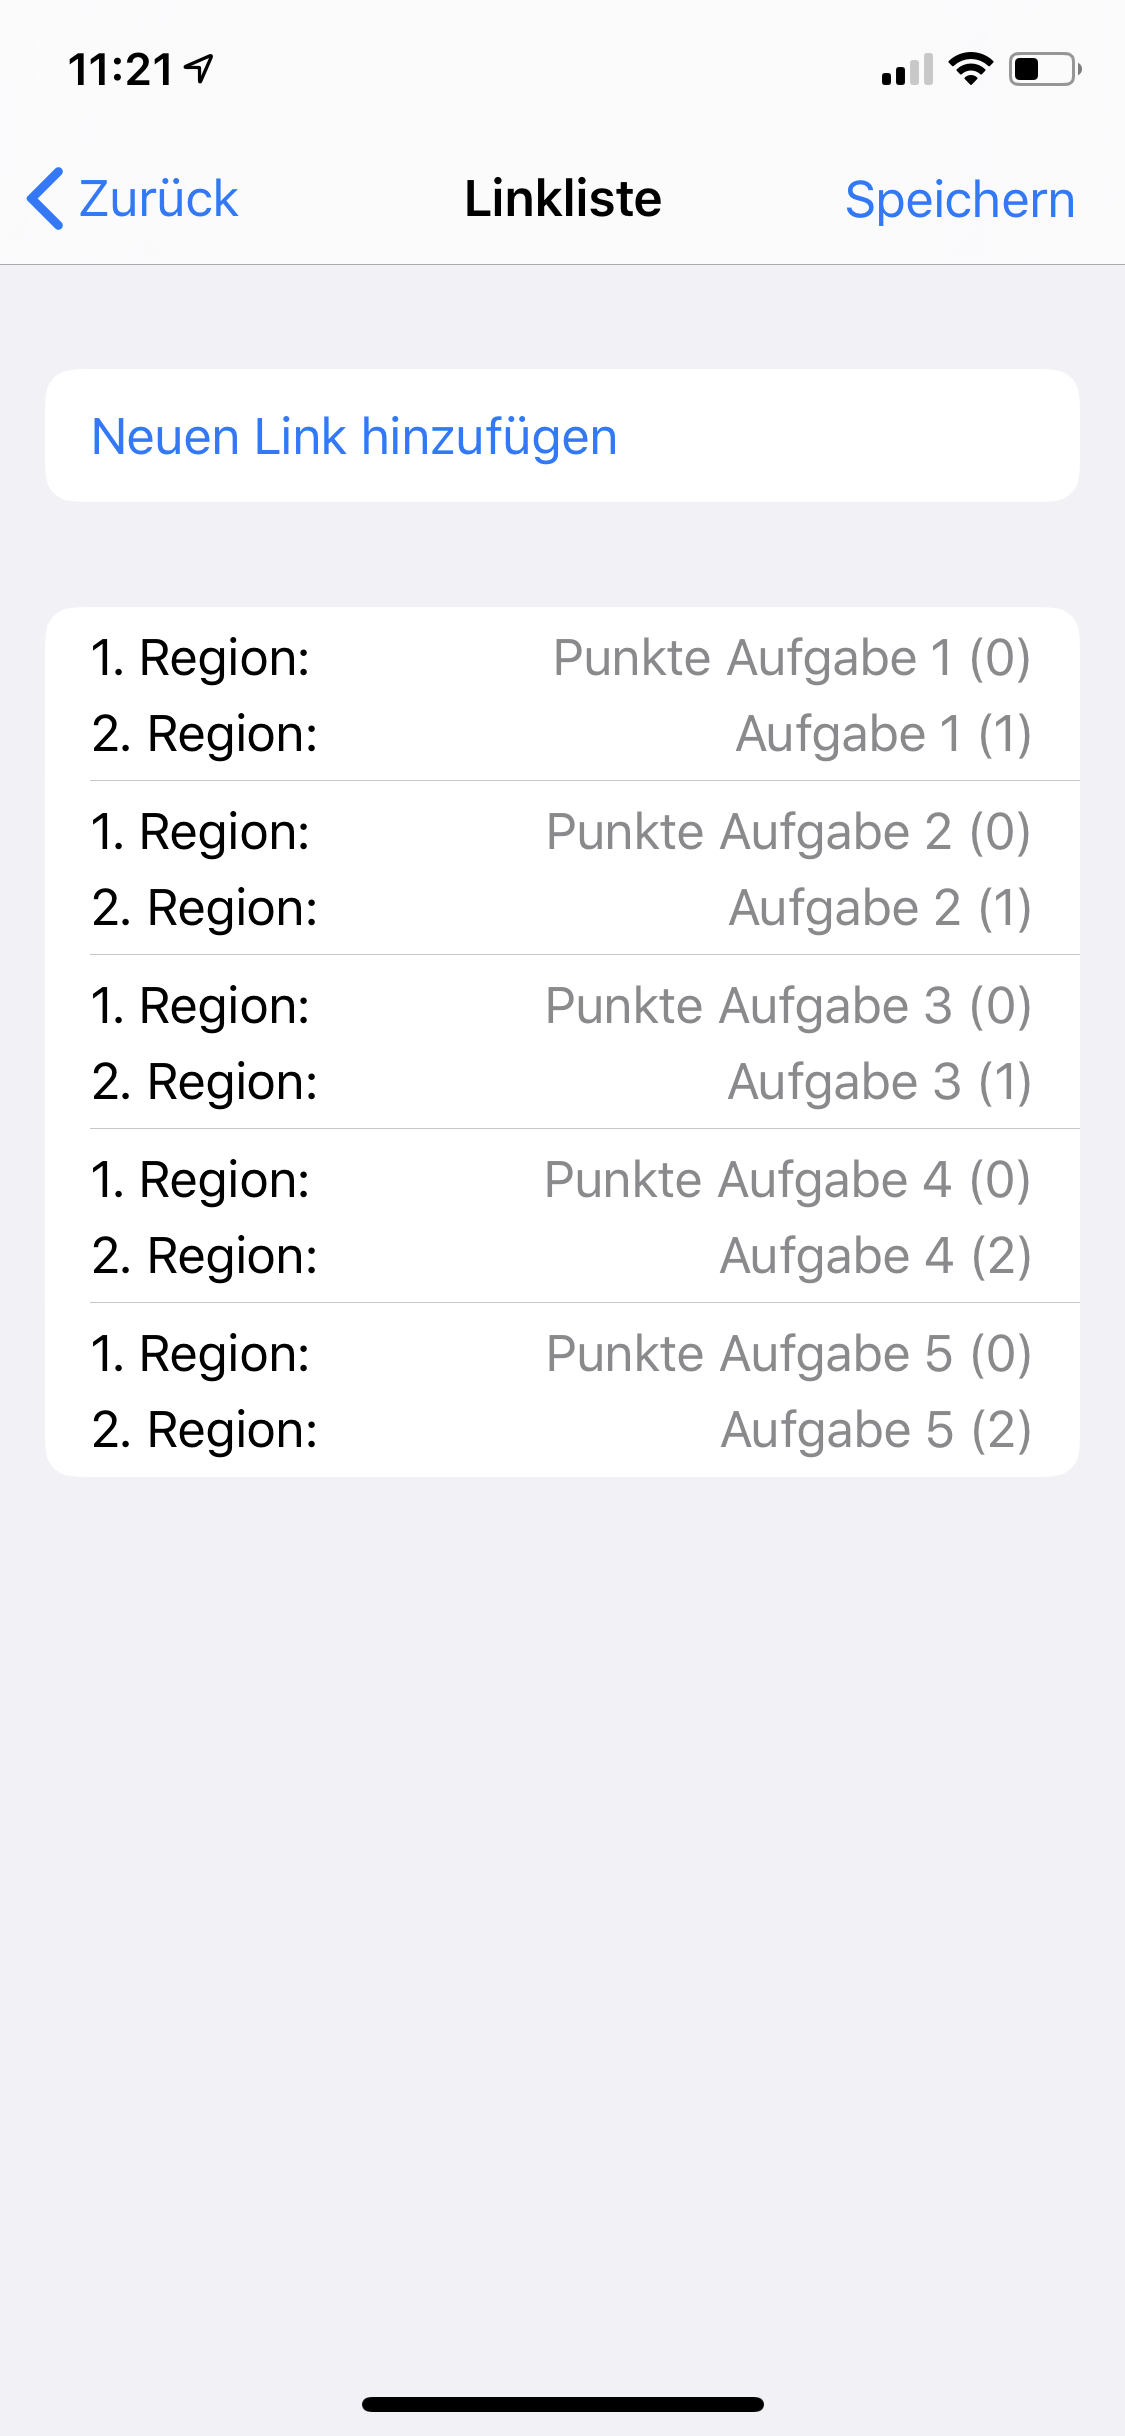 11:21
Zurück Linkliste Speichern
Neuen Link hinzufügen
1. Region: Punkte Aufgabe 1 (0)
2. Region: Aufgabe 1 (1)
1. Region: Punkte Aufgabe 2 (0)
2. Region: Aufgabe 2 (1)
1. Region: Punkte Aufgabe 3 (0)
2. Region: Aufgabe 3 (1)
1. Region: Punkte Aufgabe 4 (0)
2. Region: Aufgabe 4 (2)
1. Region: Punkte Aufgabe 5 (0)
2. Region: Aufgabe 5 (2)